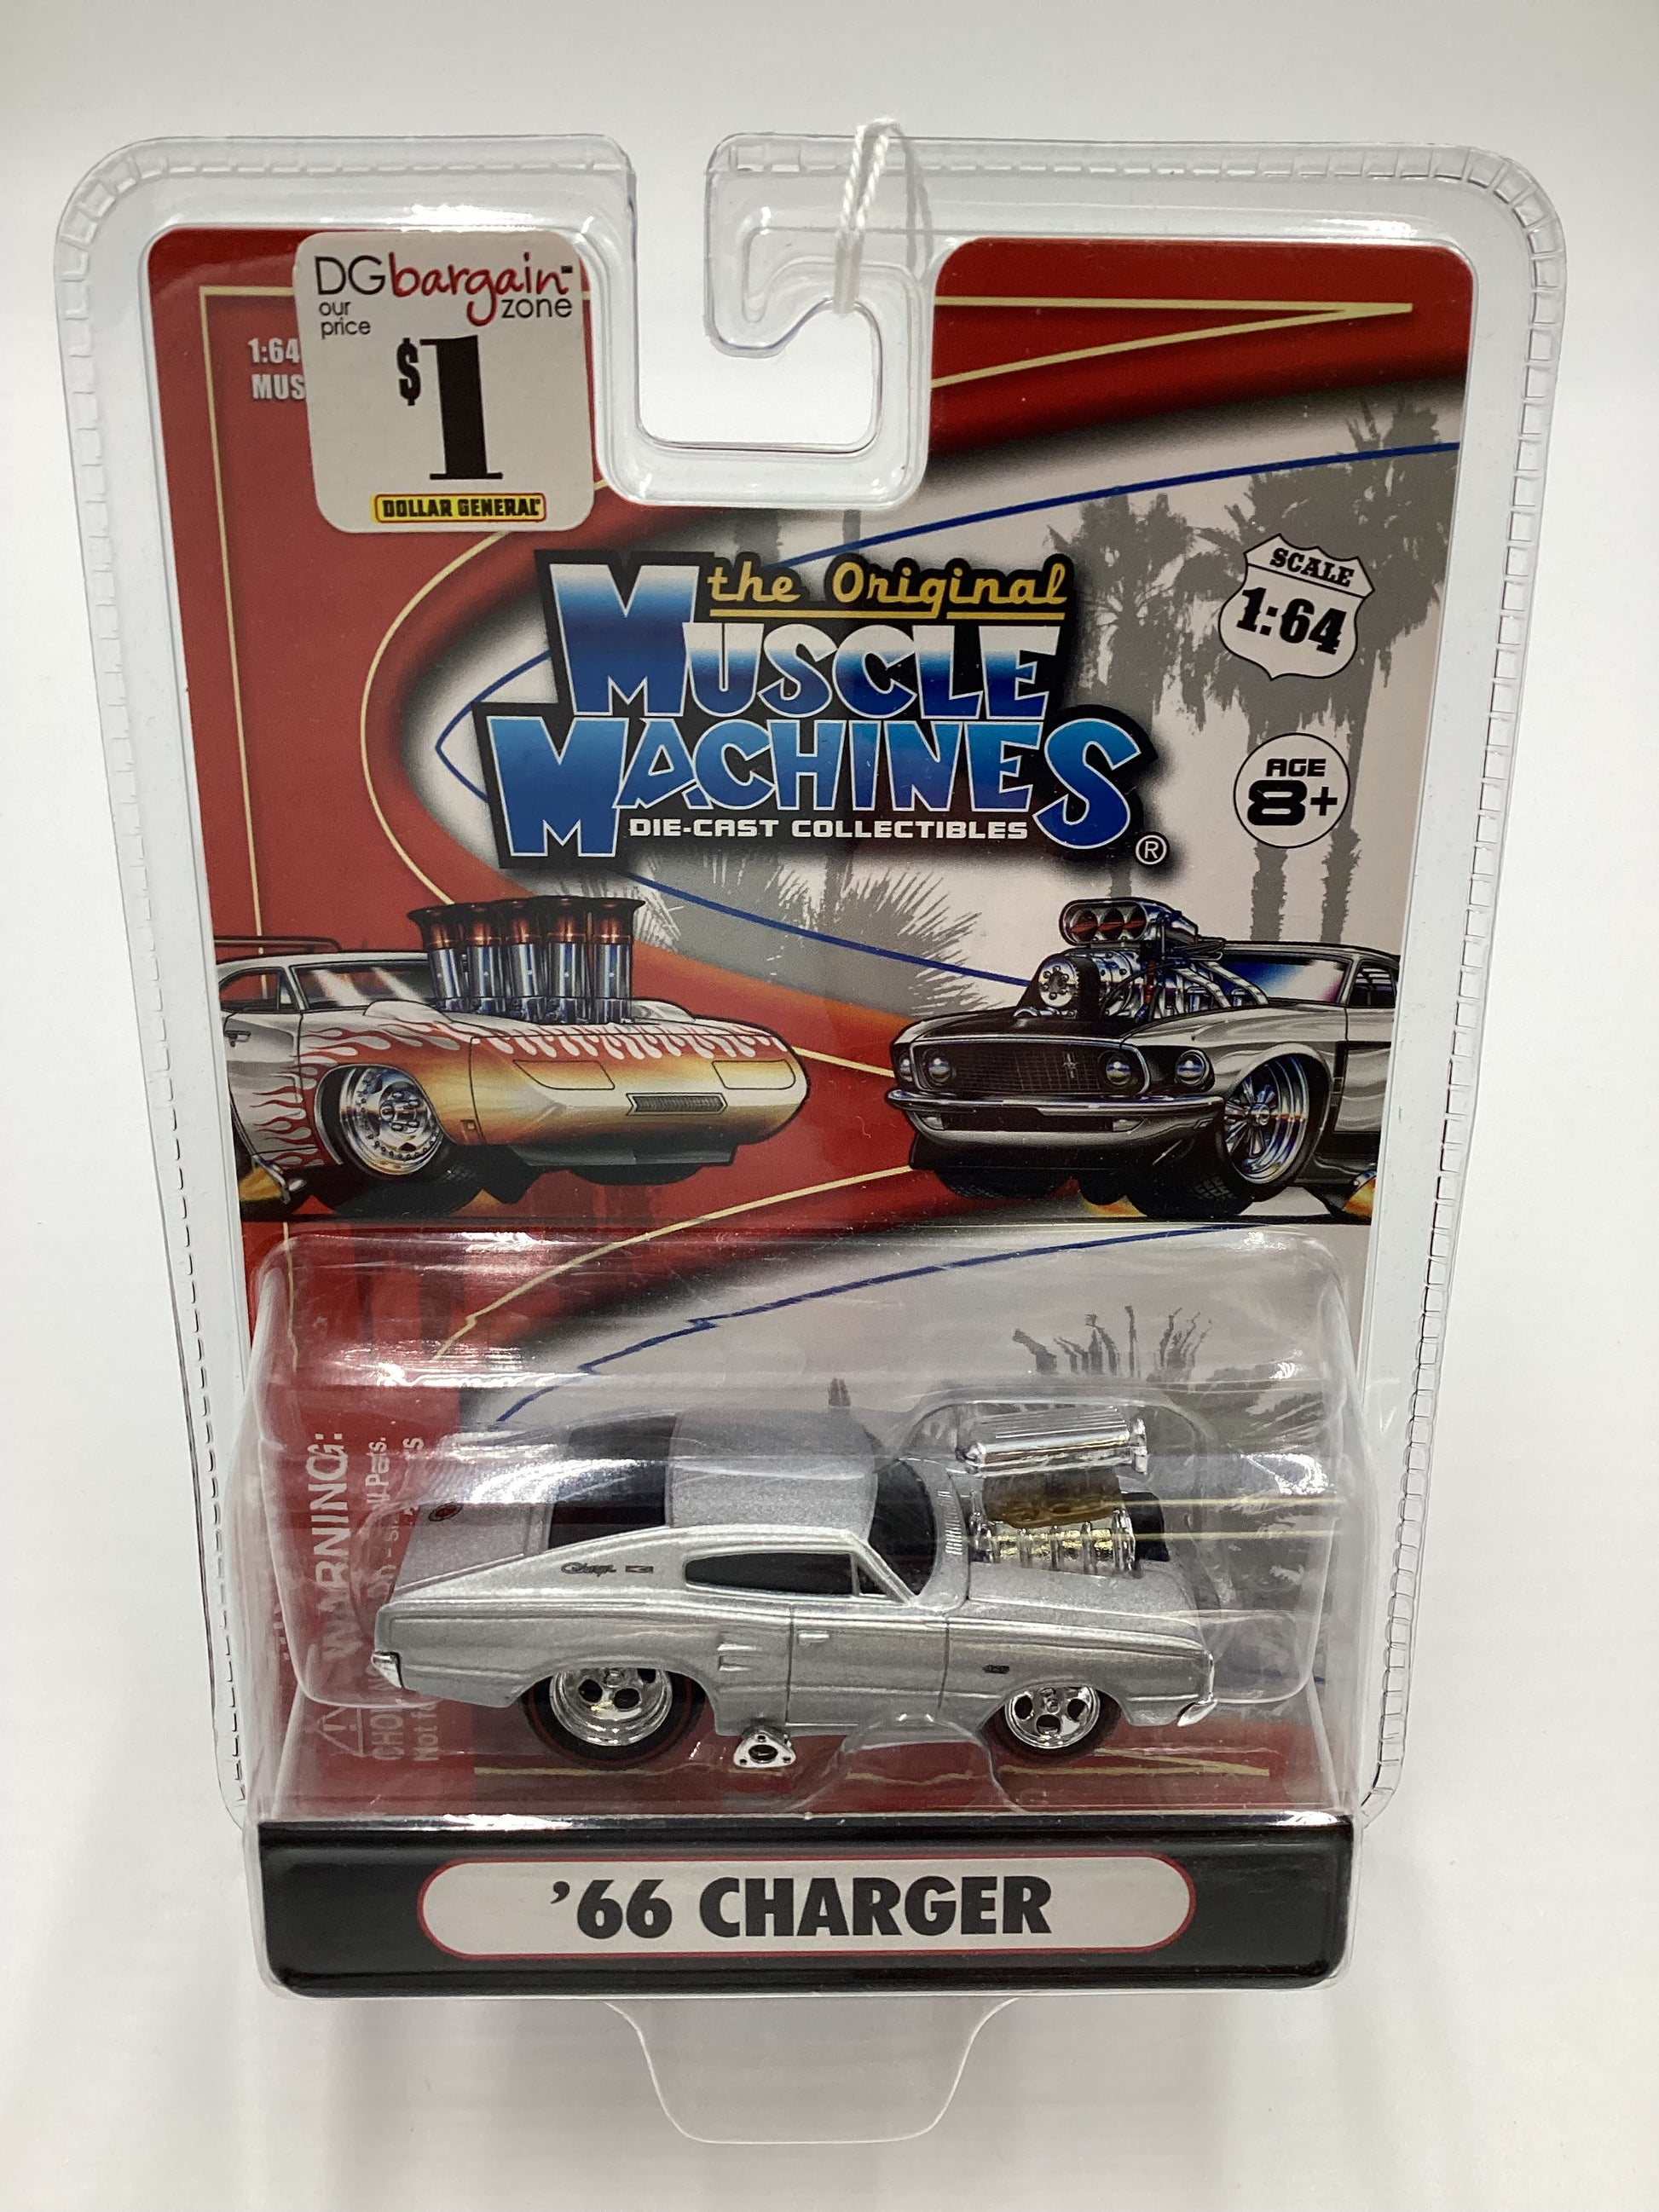 DG bargain
our price
zone
$1
DOLLAR GENERAL
1:64
MUS
the Original
MUSCLE
MACHINES
DIE-CAST COLLECTIBLES
®
SCALE
1:64
AGE
8+
WARNING:
Charger
'66 CHARGER